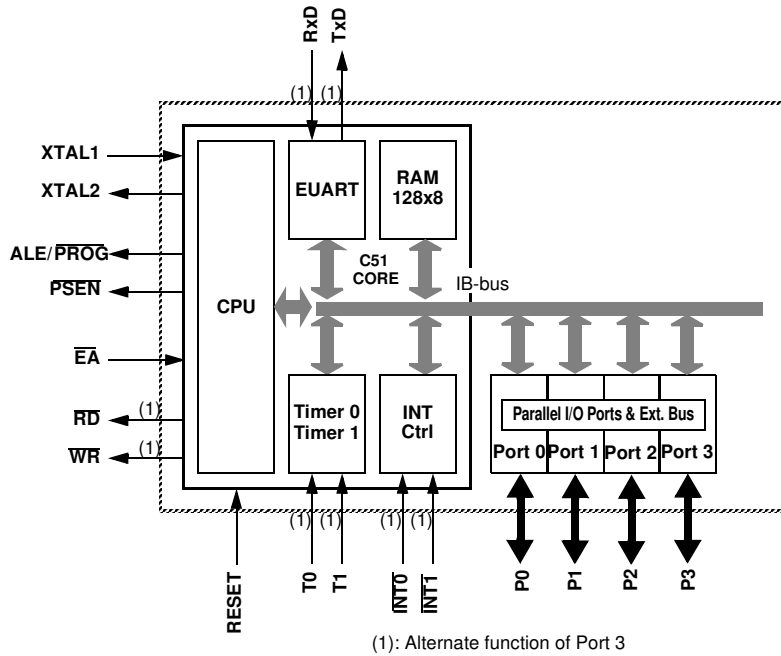 RxD
TxD
(1) (1)
XTAL1
XTAL2
ALE/PROG
PSEN
EA
RD
(1)
WR
(1)
CPU
EUART
RAM
128x8
C51
CORE
IB-bus
Timer 0
Timer 1
INT
Ctrl
Parallel I/O Ports & Ext. Bus
Port 0
Port 1
Port 2
Port 3
(1) (1)
(1) (1)
RESET
T0
T1
INT0
INT1
P0
P1
P2
P3
(1): Alternate function of Port 3